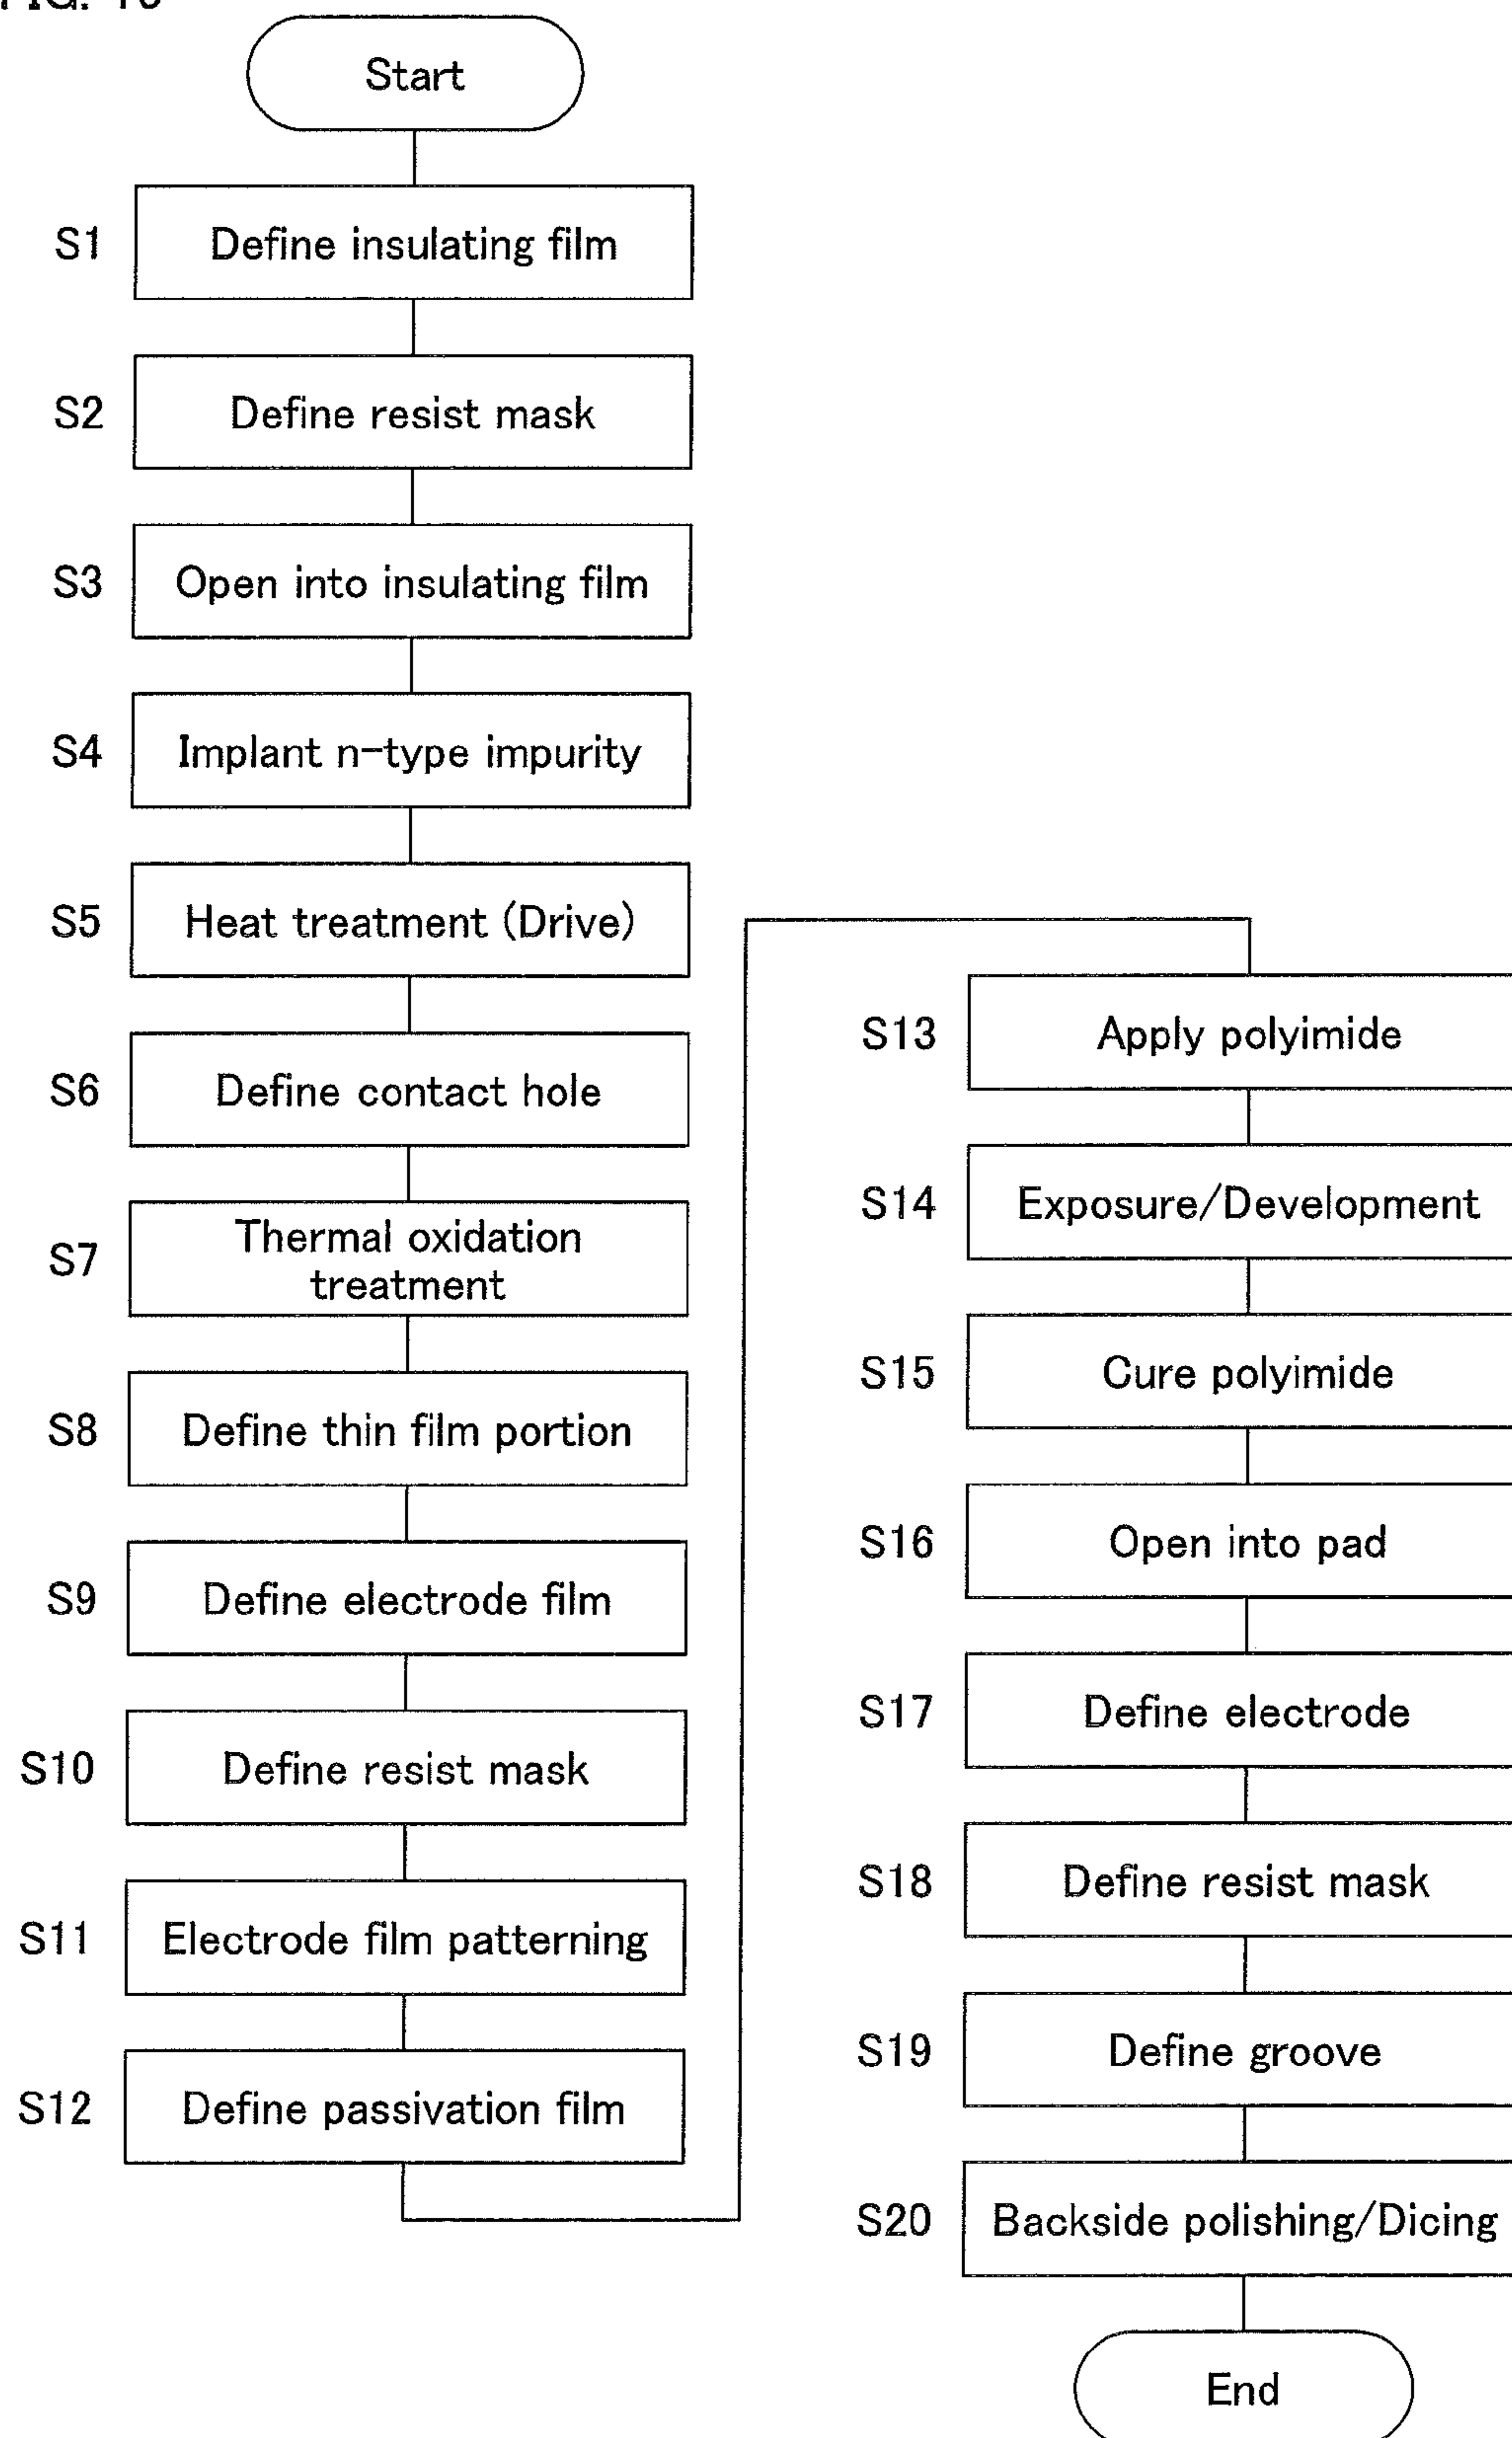 Start
S1 Define insulating film
S2 Define resist mask
S3 Open into insulating film
S4 Implant n-type impurity
S5 Heat treatment (Drive)
S6 Define contact hole
S7 Thermal oxidation
treatment
S8 Define thin film portion
S9 Define electrode film
S10 Define resist mask
S11 Electrode film patterning
S12 Define passivation film
S13 Apply polyimide
S14 Exposure/Development
S15 Cure polyimide
S16 Open into pad
S17 Define electrode
S18 Define resist mask
S19 Define groove
S20 Backside polishing/Dicing
End